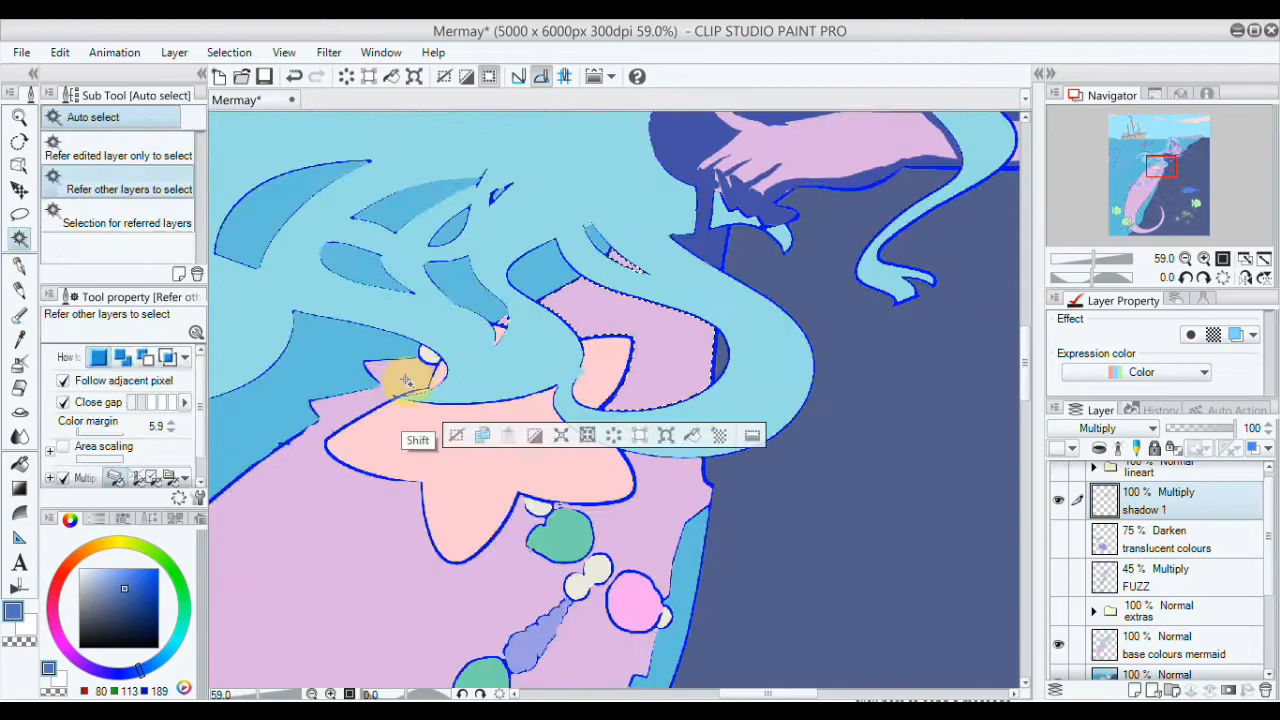 Mermay* (5000 x 6000px 300dpi 59.0%) - CLIP STUDIO PAINT PRO
File Edit Animation Layer Selection View Filter Window Help
Sub Tool [Auto select]
Mermay*
Navigator
Auto select
Refer edited layer only to select
Refer other layers to select
Selection for referred layers
59.0
0.0
Tool property [Refer ot
Refer other layers to select
Layer Property
Effect
Follow adjacent pixel
Expression color
Color
Close gap
Color margin
5.9
Area scaling
Layer
History
Auto Action
Multiply
100
Shift
100 % Multiply
shadow 1
75 % Darken
translucent colours
45 % Multiply
FUZZ
100 % Normal
extras
100 % Normal
base colours mermaid
100 % Normal
lineart
80 113 189
59.0
0.0